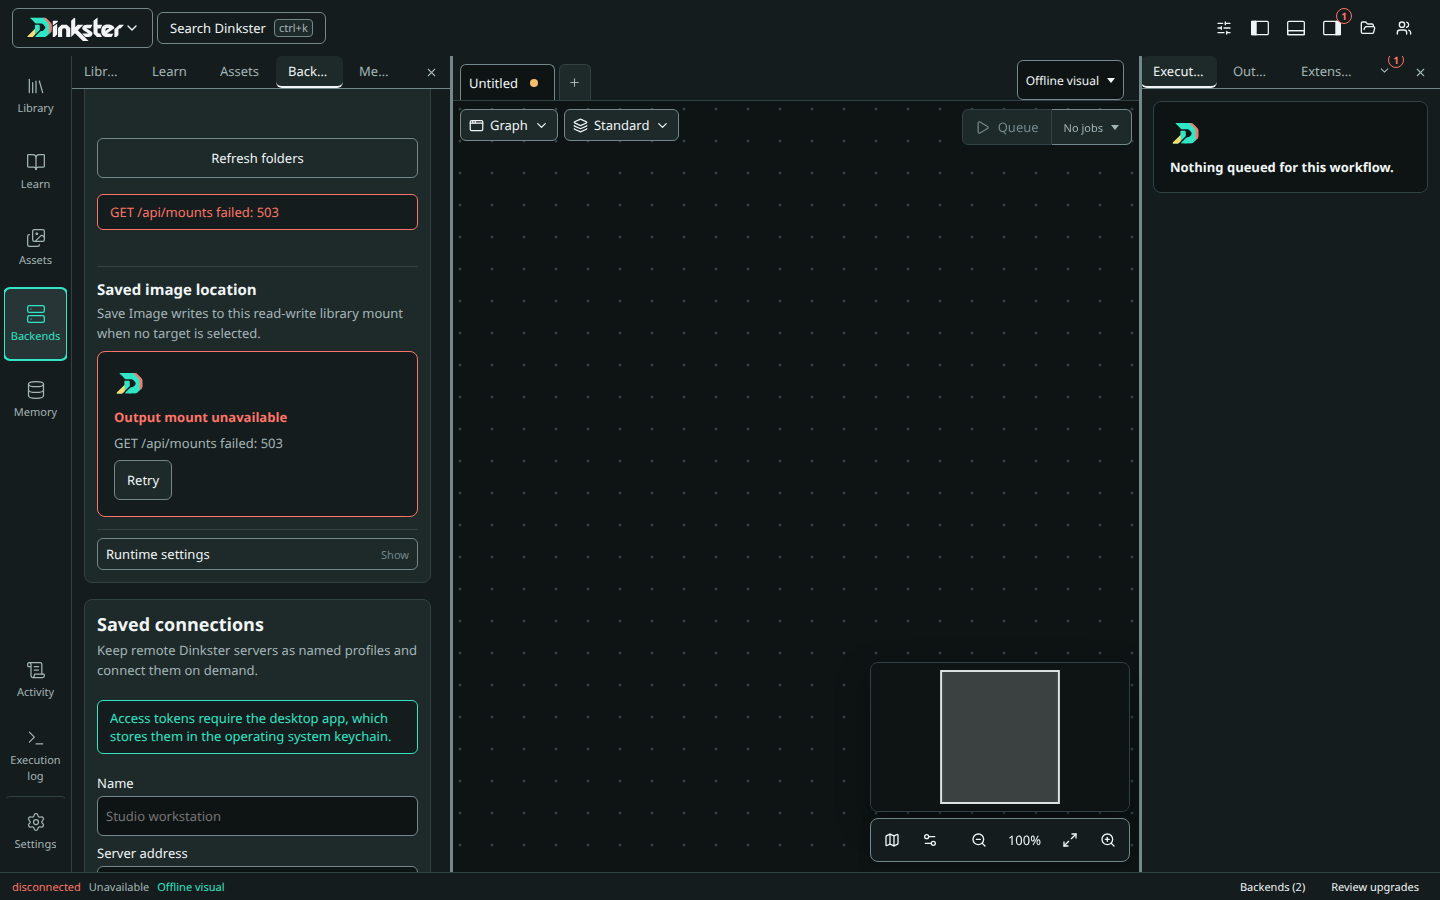 Dinkster
Search Dinkster ctrl+k
1
Library
Learn
Assets
Backends
Memory
Activity
Execution
log
Settings
Libr...
Learn
Assets
Back...
Me...
Refresh folders
GET /api/mounts failed: 503
Saved image location
Save Image writes to this read-write library mount
when no target is selected.
Output mount unavailable
GET /api/mounts failed: 503
Retry
Runtime settings Show
Saved connections
Keep remote Dinkster servers as named profiles and
connect them on demand.
Access tokens require the desktop app, which
stores them in the operating system keychain.
Name
Studio workstation
Server address
Untitled
Offline visual
Graph
Standard
Queue
No jobs
100%
Execut...
Out...
Extens...
1
Nothing queued for this workflow.
disconnected Unavailable Offline visual
Backends (2) Review upgrades